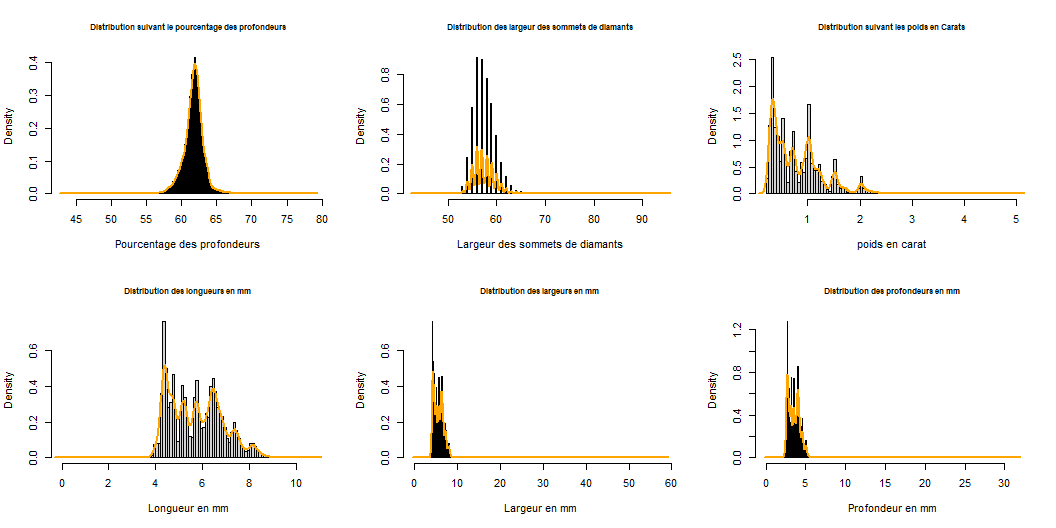 Distribution suivant le pourcentage des profondeurs
Density
0.0 0.1 0.2 0.3 0.4
45 50 55 60 65 70 75 80
Pourcentage des profondeurs
Distribution des largeur des sommets de diamants
Density
0.0 0.2 0.4 0.6 0.8
50 60 70 80 90
Largeur des sommets de diamants
Distribution suivant les poids en Carats
Density
0.0 0.5 1.0 1.5 2.0 2.5
1 2 3 4 5
poids en carat
Distribution des longueurs en mm
Density
0.0 0.2 0.4 0.6
0 2 4 6 8 10
Longueur en mm
Distribution des largeurs en mm
Density
0.0 0.2 0.4 0.6
0 10 20 30 40 50 60
Largeur en mm
Distribution des profondeurs en mm
Density
0.0 0.4 0.8 1.2
0 5 10 15 20 25 30
Profondeur en mm